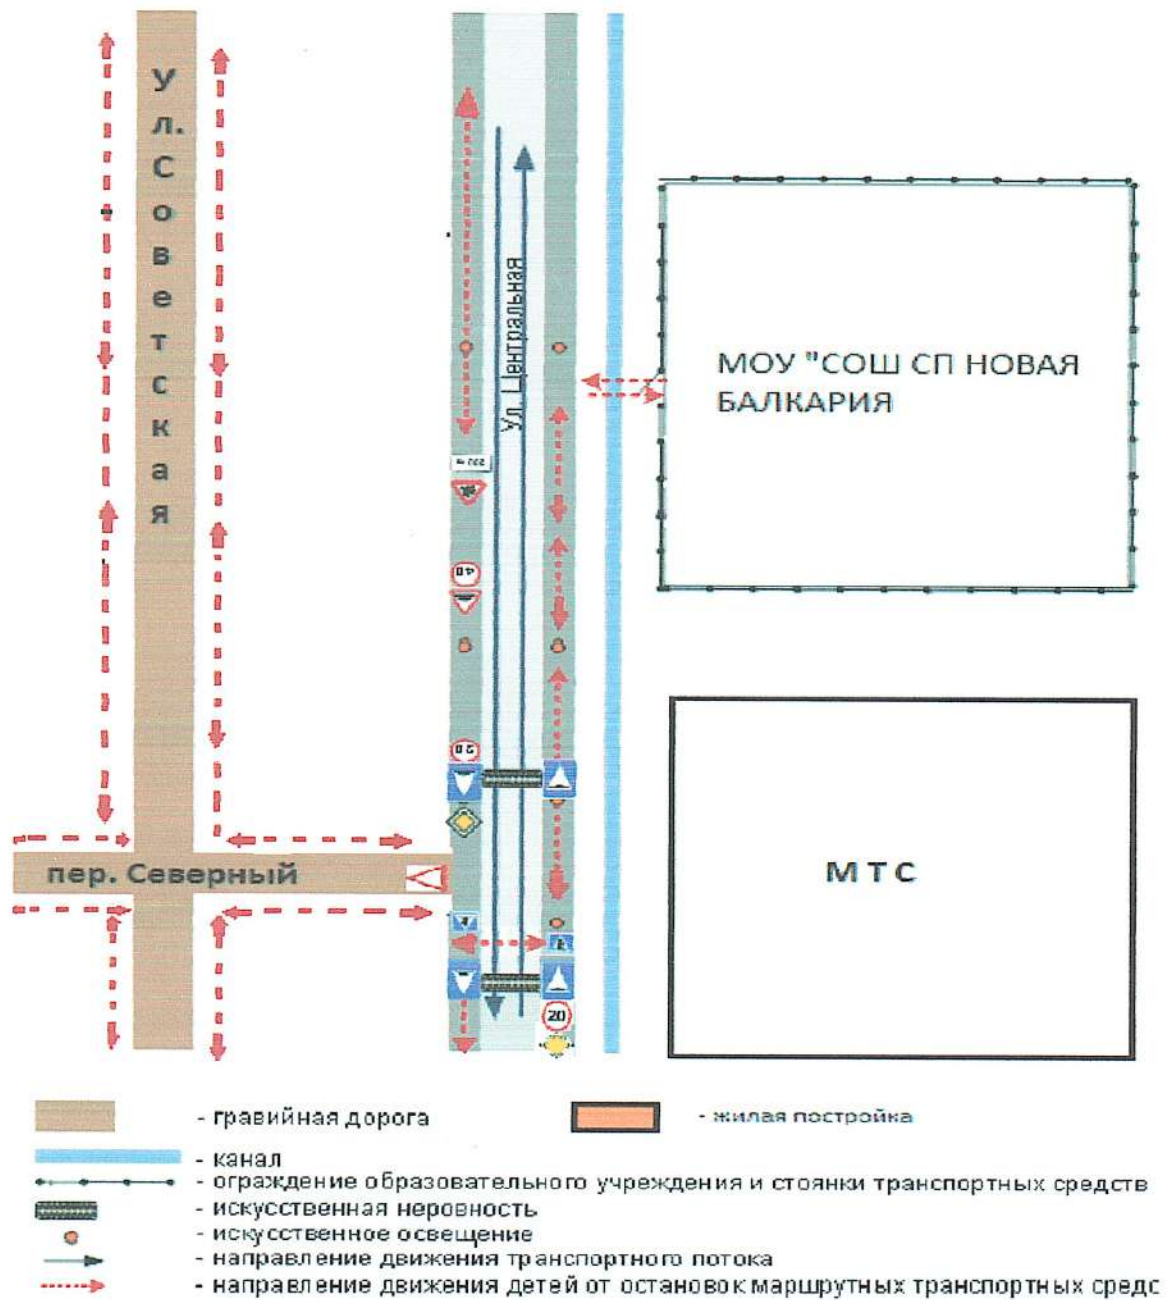 Ул. Советская
Ул. Центральная
МОУ "СОШ СП НОВАЯ
БАЛКАРИЯ
40
20
пер. Северный
М Т С
20
- гравийная дорога
- жилая постройка
- канал
- ограждение образовательного учреждения и стоянки транспортных средств
- искусственная неровность
- искусственное освещение
- направление движения транспортного потока
- направление движения детей от остановок маршрутных транспортных средс